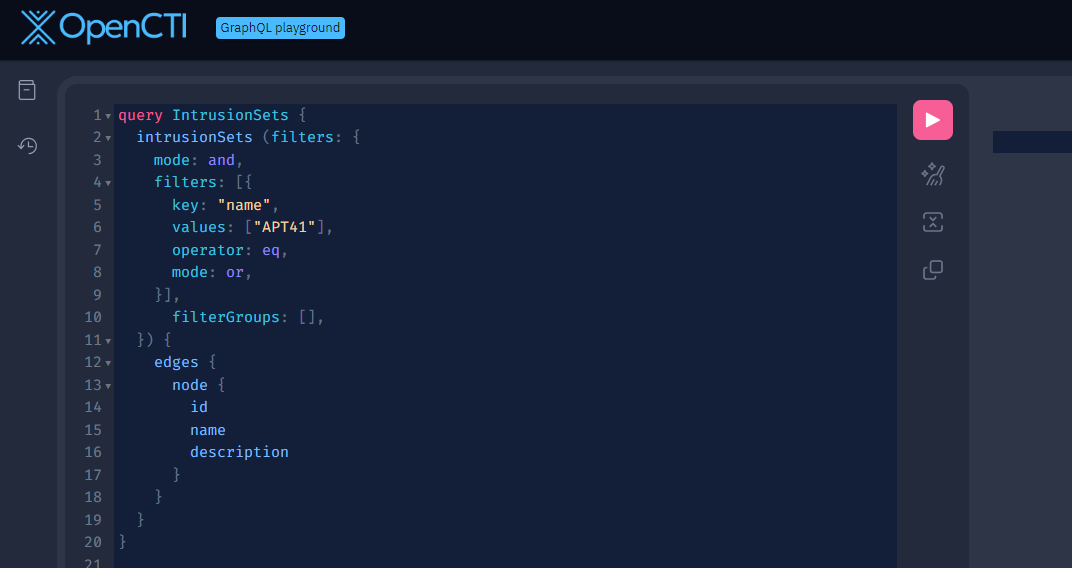 OpenCTI GraphQL playground
1 query IntrusionSets {
2   intrusionSets (filters: {
3     mode: and,
4     filters: [{
5       key: "name",
6       values: ["APT41"],
7       operator: eq,
8       mode: or,
9     }],
10       filterGroups: [],
11   }) {
12     edges {
13       node {
14         id
15         name
16         description
17       }
18     }
19   }
20 }
21